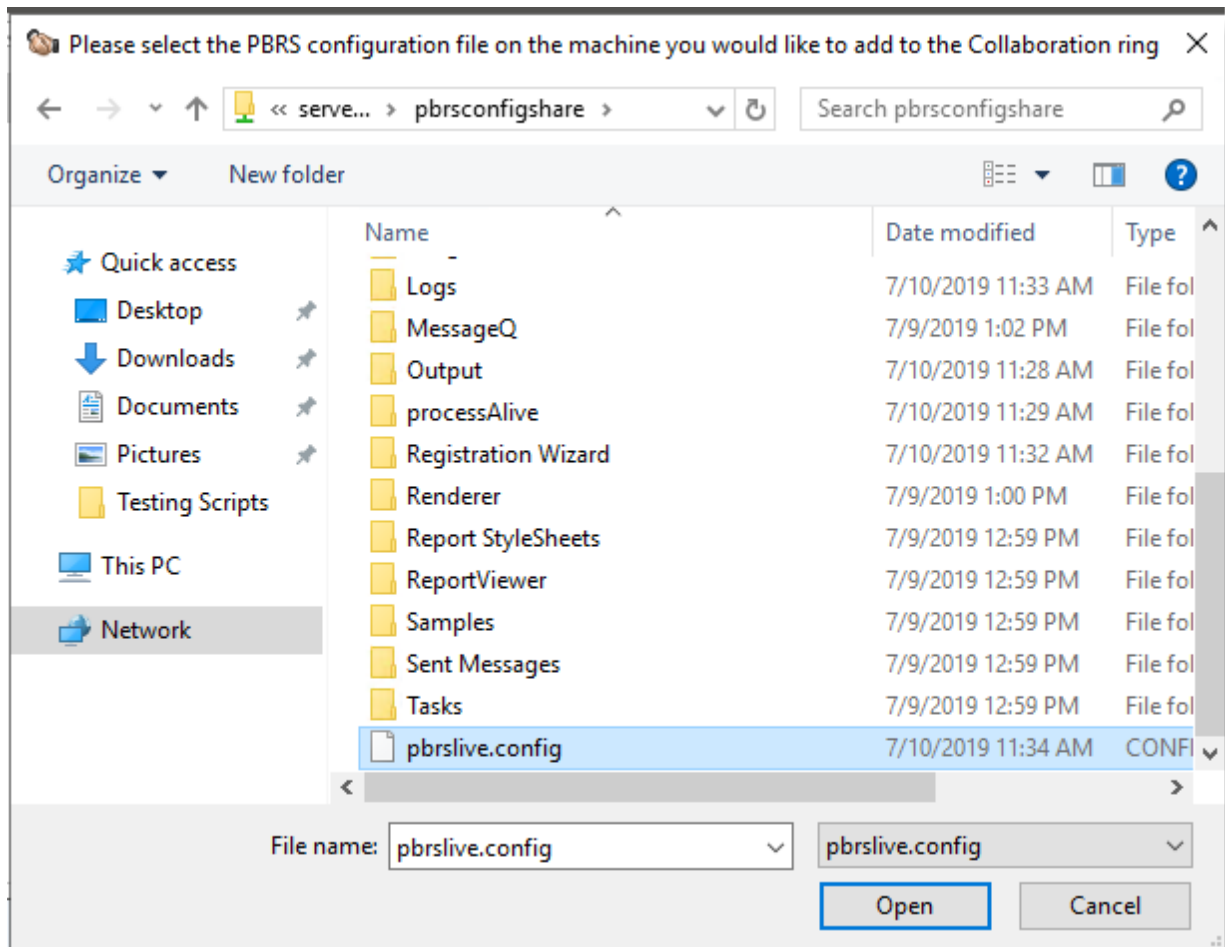 Please select the PBRS configuration file on the machine you would like to add to the Collaboration ring
« serve... > pbrsconfigshare >
Search pbrsconfigshare
Organize
New folder
Name Date modified Type
Quick access
Desktop
Downloads
Documents
Pictures
Testing Scripts
This PC
Network
Logs 7/10/2019 11:33 AM File fol
MessageQ 7/9/2019 1:02 PM File fol
Output 7/10/2019 11:28 AM File fol
processAlive 7/10/2019 11:29 AM File fol
Registration Wizard 7/10/2019 11:32 AM File fol
Renderer 7/9/2019 1:00 PM File fol
Report StyleSheets 7/9/2019 12:59 PM File fol
ReportViewer 7/9/2019 12:59 PM File fol
Samples 7/9/2019 12:59 PM File fol
Sent Messages 7/9/2019 12:59 PM File fol
Tasks 7/9/2019 12:59 PM File fol
pbrslive.config 7/10/2019 11:34 AM CONFI
File name: pbrslive.config
pbrslive.config
Open
Cancel